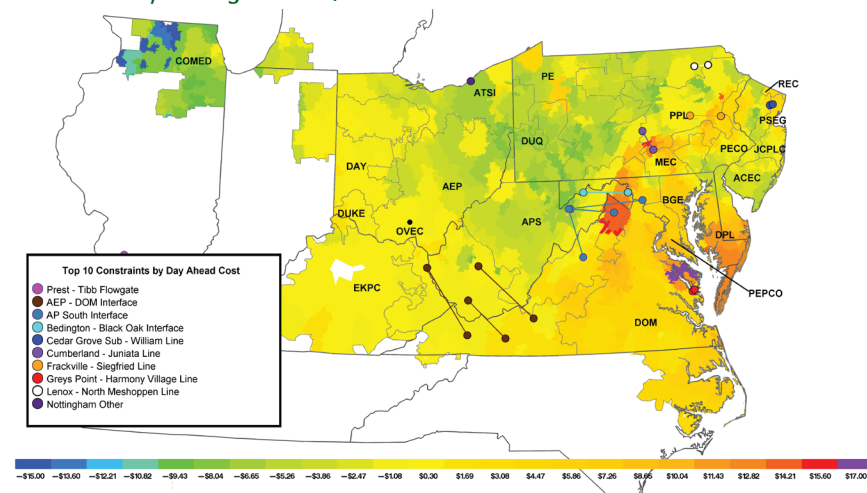 COMED
ATSI
PE
REC
PPL
PSEG
DUQ
PECO
JCPLC
MEC
DAY
AEP
ACEC
DUKE
APS
BGE
OVEC
DPL
EKPC
PEPCO
DOM
Top 10 Constraints by Day Ahead Cost
Prest - Tibb Flowgate
AEP - DOM Interface
AP South Interface
Bedington - Black Oak Interface
Cedar Grove Sub - William Line
Cumberland - Juniata Line
Frackville - Siegfried Line
Greys Point - Harmony Village Line
Lenox - North Meshoppen Line
Nottingham Other
-$15.00 -$13.60 -$12.21 -$10.82 -$9.43 -$8.04 -$6.65 -$5.26 -$3.86 -$2.47 -$1.08 $0.30 $1.69 $3.08 $4.47 $5.86 $7.26 $8.65 $10.04 $11.43 $12.82 $14.21 $15.60 $17.00